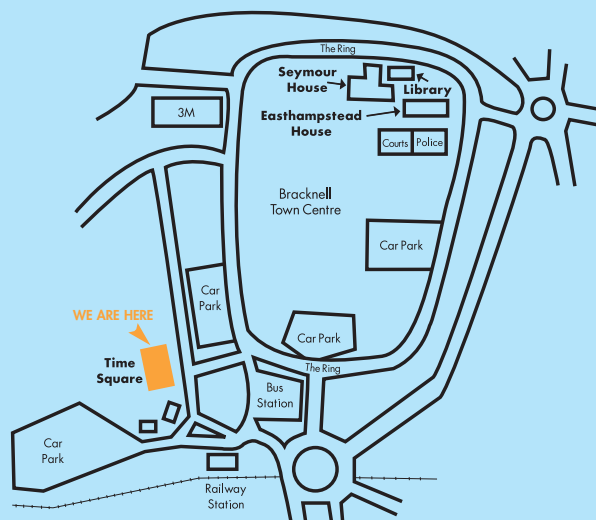 The Ring
Seymour
House
Library
3M
Easthampstead
House
Courts
Police
Bracknell
Town Centre
Car Park
Car
Park
WE ARE HERE
Car Park
Time
Square
The Ring
Bus
Station
Car
Park
Railway
Station